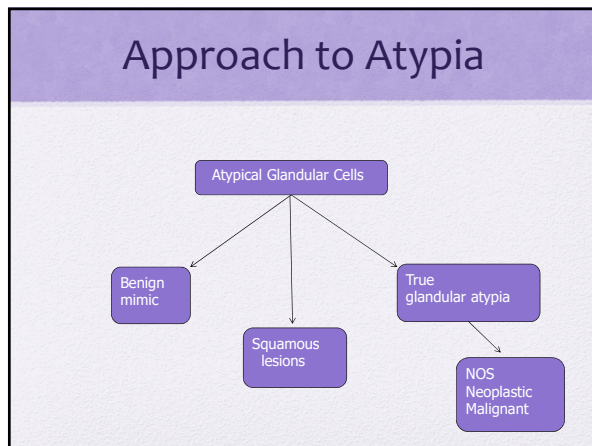 Approach to Atypia
Atypical Glandular Cells
Benign
mimic
True
glandular atypia
Squamous
lesions
NOS
Neoplastic
Malignant